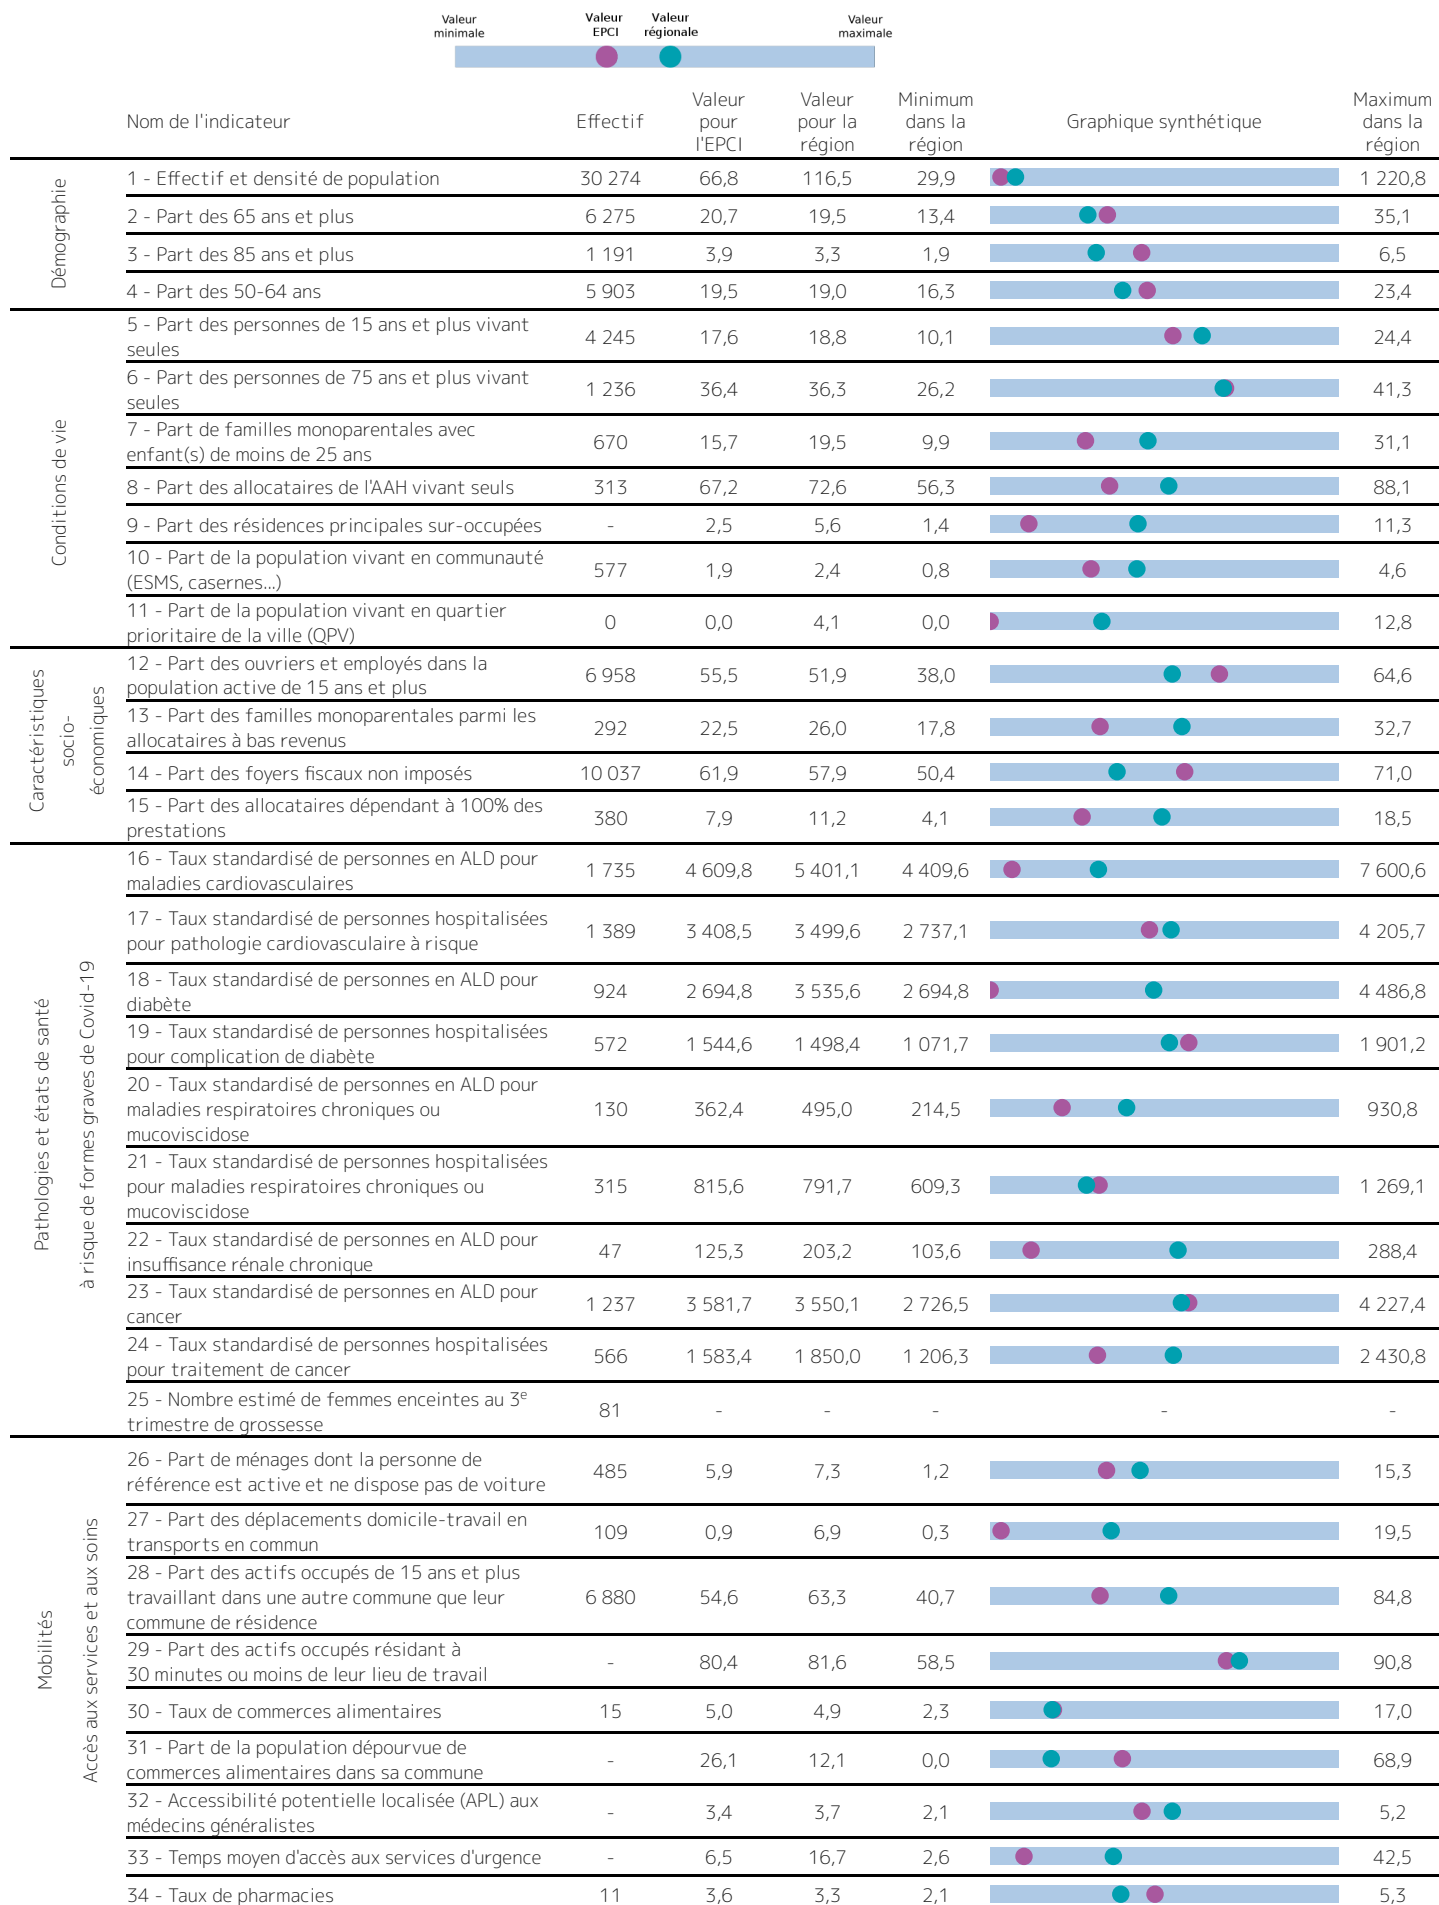 Valeur minimale
Valeur EPCI
Valeur régionale
Valeur maximale
Nom de l'indicateur Effectif Valeur pour l'EPCI Valeur pour la région Minimum dans la région Graphique synthétique Maximum dans la région
Démographie
1 - Effectif et densité de population 30 274 66,8 116,5 29,9 1 220,8
2 - Part des 65 ans et plus 6 275 20,7 19,5 13,4 35,1
3 - Part des 85 ans et plus 1 191 3,9 3,3 1,9 6,5
4 - Part des 50-64 ans 5 903 19,5 19,0 16,3 23,4
Conditions de vie
5 - Part des personnes de 15 ans et plus vivant
seules 4 245 17,6 18,8 10,1 24,4
6 - Part des personnes de 75 ans et plus vivant
seules 1 236 36,4 36,3 26,2 41,3
7 - Part de familles monoparentales avec
enfant(s) de moins de 25 ans 670 15,7 19,5 9,9 31,1
8 - Part des allocataires de l'AAH vivant seuls 313 67,2 72,6 56,3 88,1
9 - Part des résidences principales sur-occupées - 2,5 5,6 1,4 11,3
10 - Part de la population vivant en communauté
(ESMS, casernes...) 577 1,9 2,4 0,8 4,6
11 - Part de la population vivant en quartier
prioritaire de la ville (QPV) 0 0,0 4,1 0,0 12,8
Caractéristiques
socio-
économiques
12 - Part des ouvriers et employés dans la
population active de 15 ans et plus 6 958 55,5 51,9 38,0 64,6
13 - Part des familles monoparentales parmi les
allocataires à bas revenus 292 22,5 26,0 17,8 32,7
14 - Part des foyers fiscaux non imposés 10 037 61,9 57,9 50,4 71,0
15 - Part des allocataires dépendant à 100% des
prestations 380 7,9 11,2 4,1 18,5
Pathologies et états de santé
à risque de formes graves de Covid-19
16 - Taux standardisé de personnes en ALD pour
maladies cardiovasculaires 1 735 4 609,8 5 401,1 4 409,6 7 600,6
17 - Taux standardisé de personnes hospitalisées
pour pathologie cardiovasculaire à risque 1 389 3 408,5 3 499,6 2 737,1 4 205,7
18 - Taux standardisé de personnes en ALD pour
diabète 924 2 694,8 3 535,6 2 694,8 4 486,8
19 - Taux standardisé de personnes hospitalisées
pour complication de diabète 572 1 544,6 1 498,4 1 071,7 1 901,2
20 - Taux standardisé de personnes en ALD pour
maladies respiratoires chroniques ou
mucoviscidose 130 362,4 495,0 214,5 930,8
21 - Taux standardisé de personnes hospitalisées
pour maladies respiratoires chroniques ou
mucoviscidose 315 815,6 791,7 609,3 1 269,1
22 - Taux standardisé de personnes en ALD pour
insuffisance rénale chronique 47 125,3 203,2 103,6 288,4
23 - Taux standardisé de personnes en ALD pour
cancer 1 237 3 581,7 3 550,1 2 726,5 4 227,4
24 - Taux standardisé de personnes hospitalisées
pour traitement de cancer 566 1 583,4 1 850,0 1 206,3 2 430,8
25 - Nombre estimé de femmes enceintes au 3e
trimestre de grossesse 81 - - - - -
Mobilités
Accès aux services et aux soins
26 - Part de ménages dont la personne de
référence est active et ne dispose pas de voiture 485 5,9 7,3 1,2 15,3
27 - Part des déplacements domicile-travail en
transports en commun 109 0,9 6,9 0,3 19,5
28 - Part des actifs occupés de 15 ans et plus
travaillant dans une autre commune que leur
commune de résidence 6 880 54,6 63,3 40,7 84,8
29 - Part des actifs occupés résidant à
30 minutes ou moins de leur lieu de travail - 80,4 81,6 58,5 90,8
30 - Taux de commerces alimentaires 15 5,0 4,9 2,3 17,0
31 - Part de la population dépourvue de
commerces alimentaires dans sa commune - 26,1 12,1 0,0 68,9
32 - Accessibilité potentielle localisée (APL) aux
médecins généralistes - 3,4 3,7 2,1 5,2
33 - Temps moyen d'accès aux services d'urgence - 6,5 16,7 2,6 42,5
34 - Taux de pharmacies 11 3,6 3,3 2,1 5,3